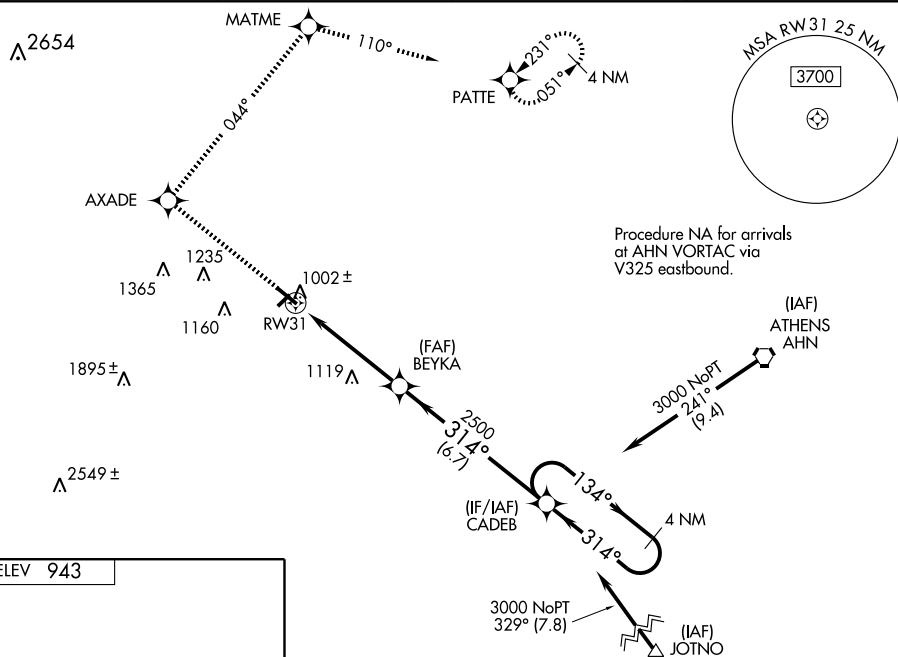 MATME
2654
110°
231°
051°
4 NM
PATTE
MSA RW31 25 NM
3700
044°
AXADE
Procedure NA for arrivals
at AHN VORTAC via
V325 eastbound.
1235
1365
1002 ±
1160
RW31
(IAF)
ATHENS
AHN
(FAF)
BEYKA
1895 ±
1119
3000 NoPT
241°
(9.4)
2500
314°
(6.7)
2549 ±
134°
(IF/IAF)
CADEB
4 NM
314°
ELEV 943
3000 NoPT
329° (7.8)
(IAF)
JOTNO